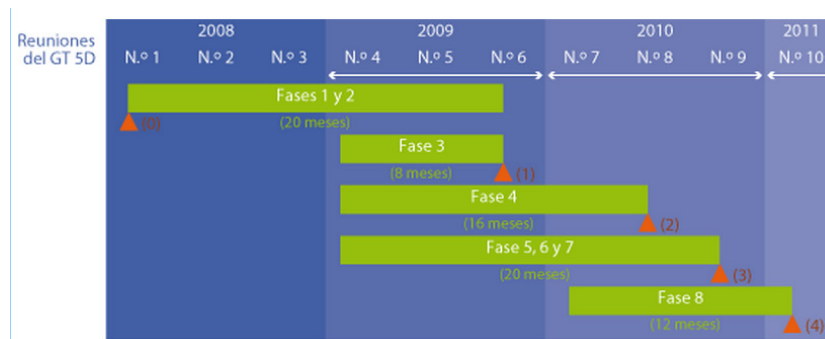 2008 2009 2010 2011
Reuniones
del GT 5D
N.º 1 N.º 2 N.º 3 N.º 4 N.º 5 N.º 6 N.º 7 N.º 8 N.º 9 N.º 10
Fases 1 y 2
(0) (20 meses)
Fase 3
(8 meses) (1)
Fase 4
(16 meses) (2)
Fase 5, 6 y 7
(20 meses) (3)
Fase 8
(12 meses) (4)